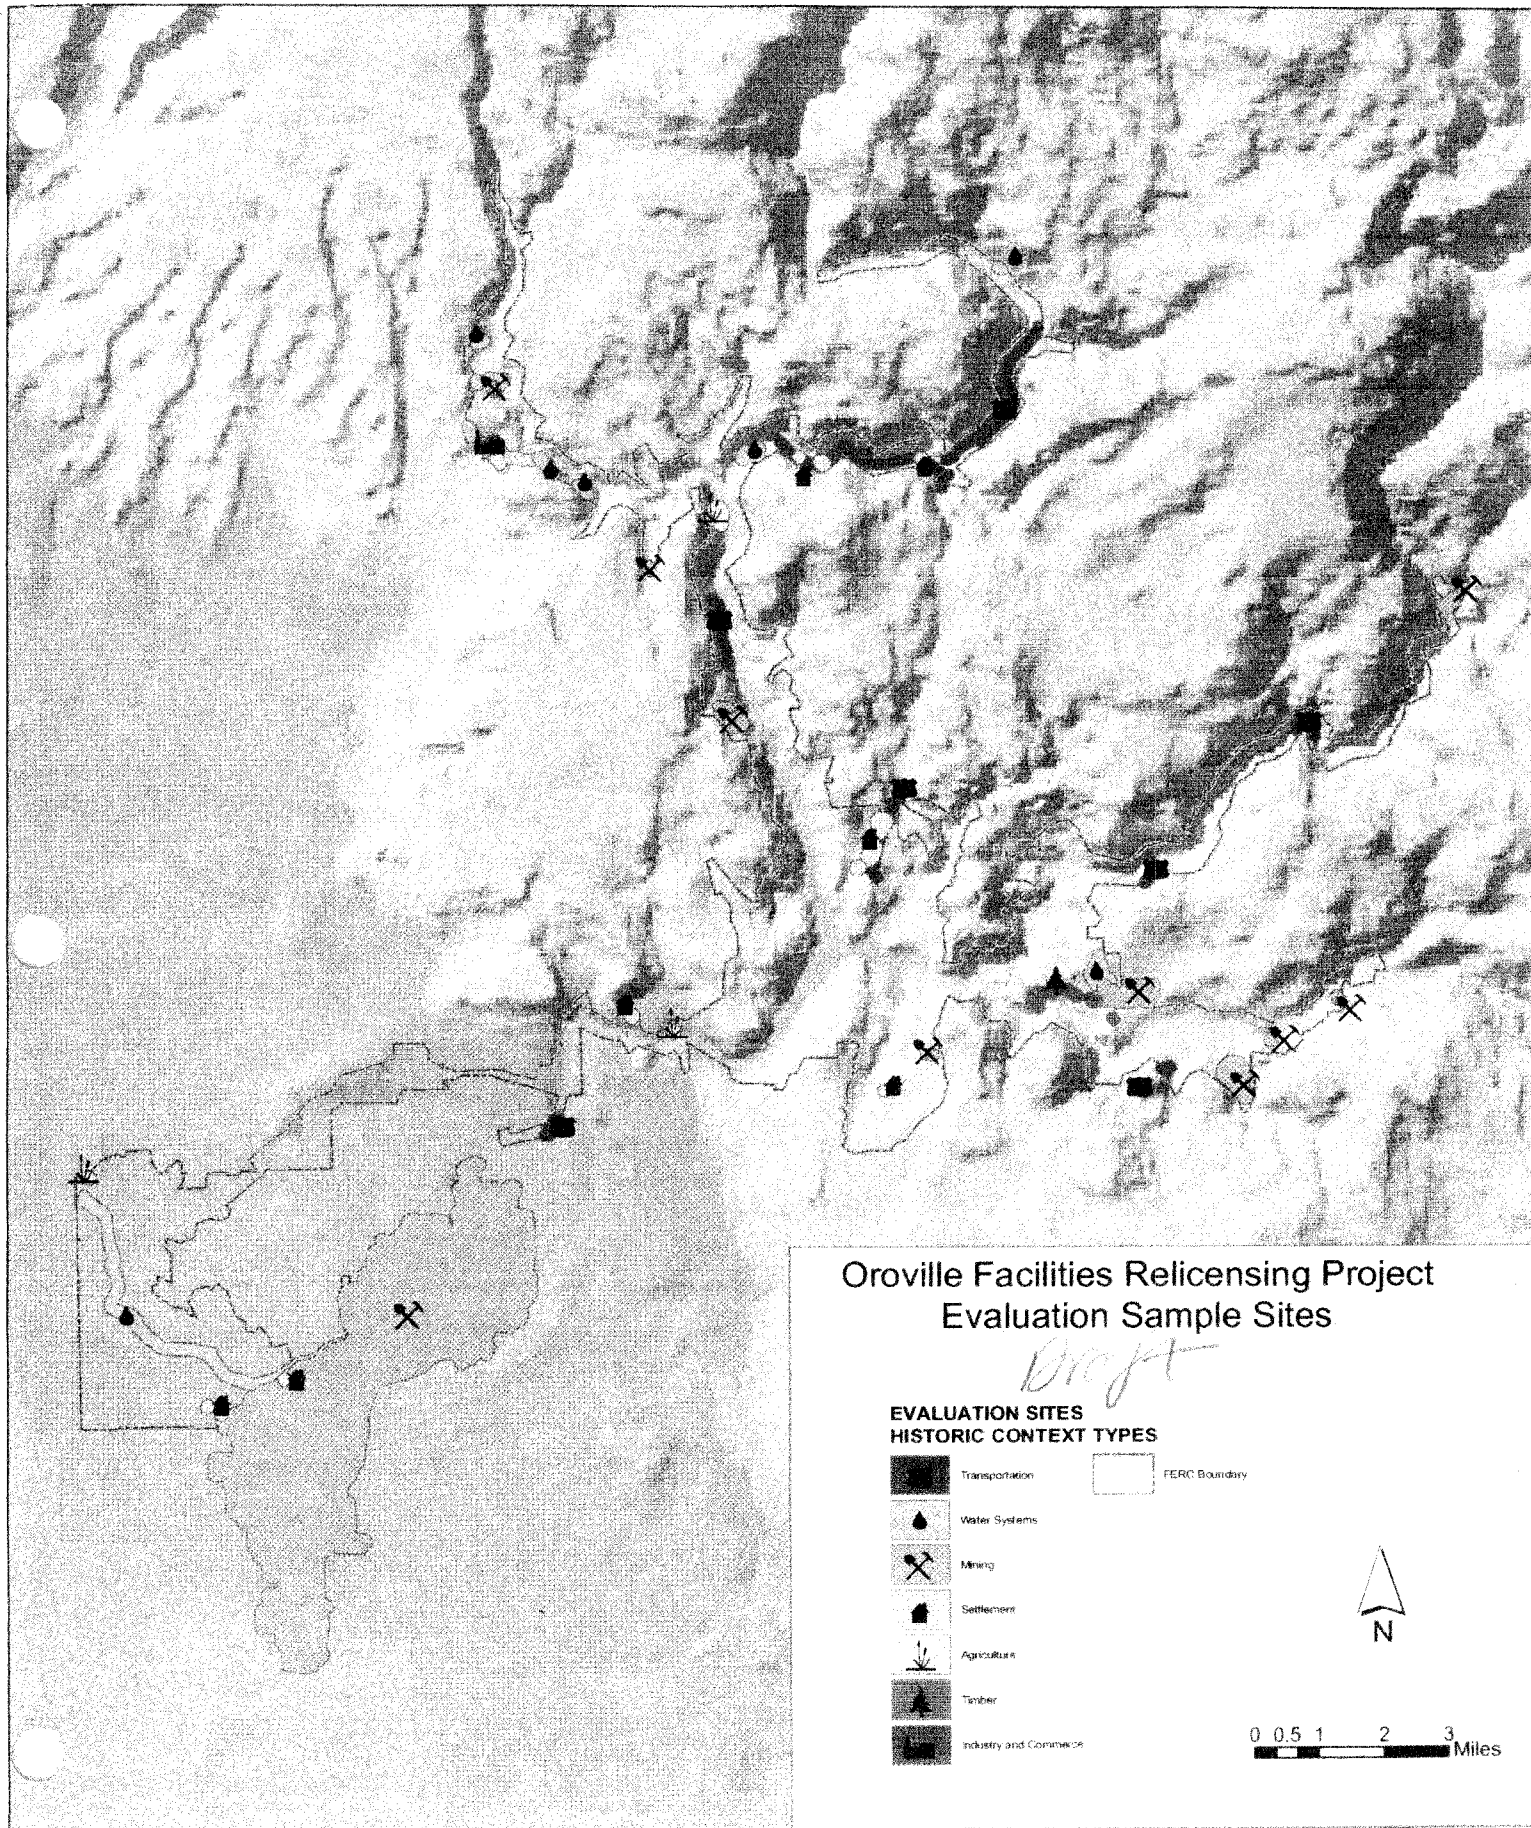 Oroville Facilities Relicensing Project
Evaluation Sample Sites
Draft
EVALUATION SITES
HISTORIC CONTEXT TYPES
Transportation
FERC Boundary
Water Systems
Mining
Settlement
Agriculture
Timber
Industry and Commerce
N
0 0.5 1 2 3
Miles